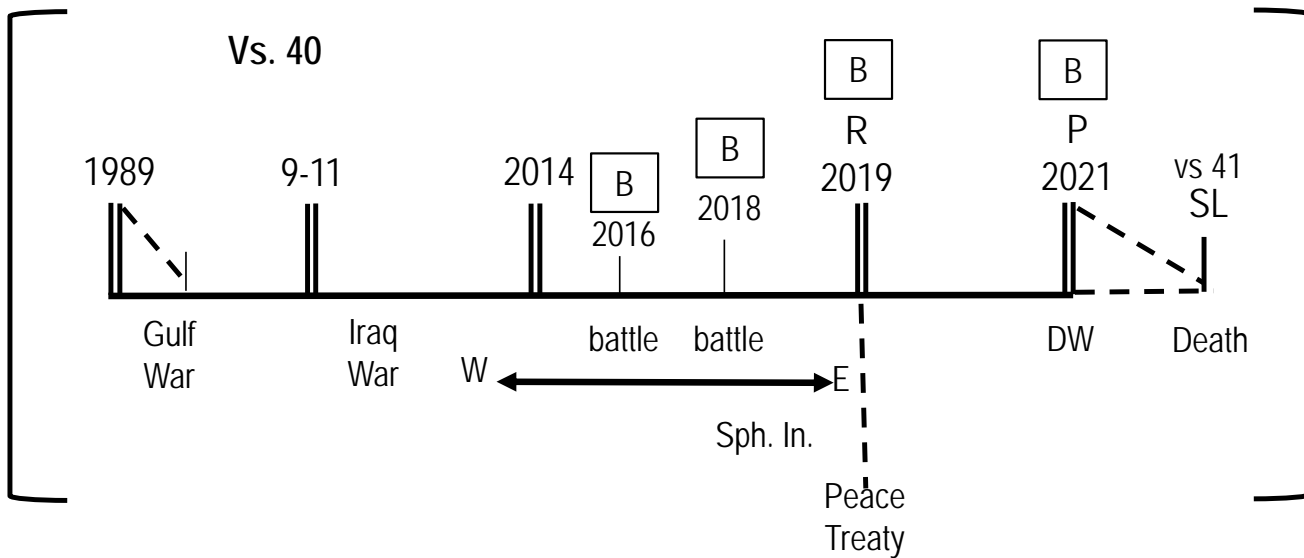 Vs. 40
B
B
R
P
1989
9-11
2014
B
2016
B
2018
2019
2021
vs 41
SL
Gulf
War
Iraq
War
battle
battle
DW
Death
W
E
Sph. In.
Peace
Treaty